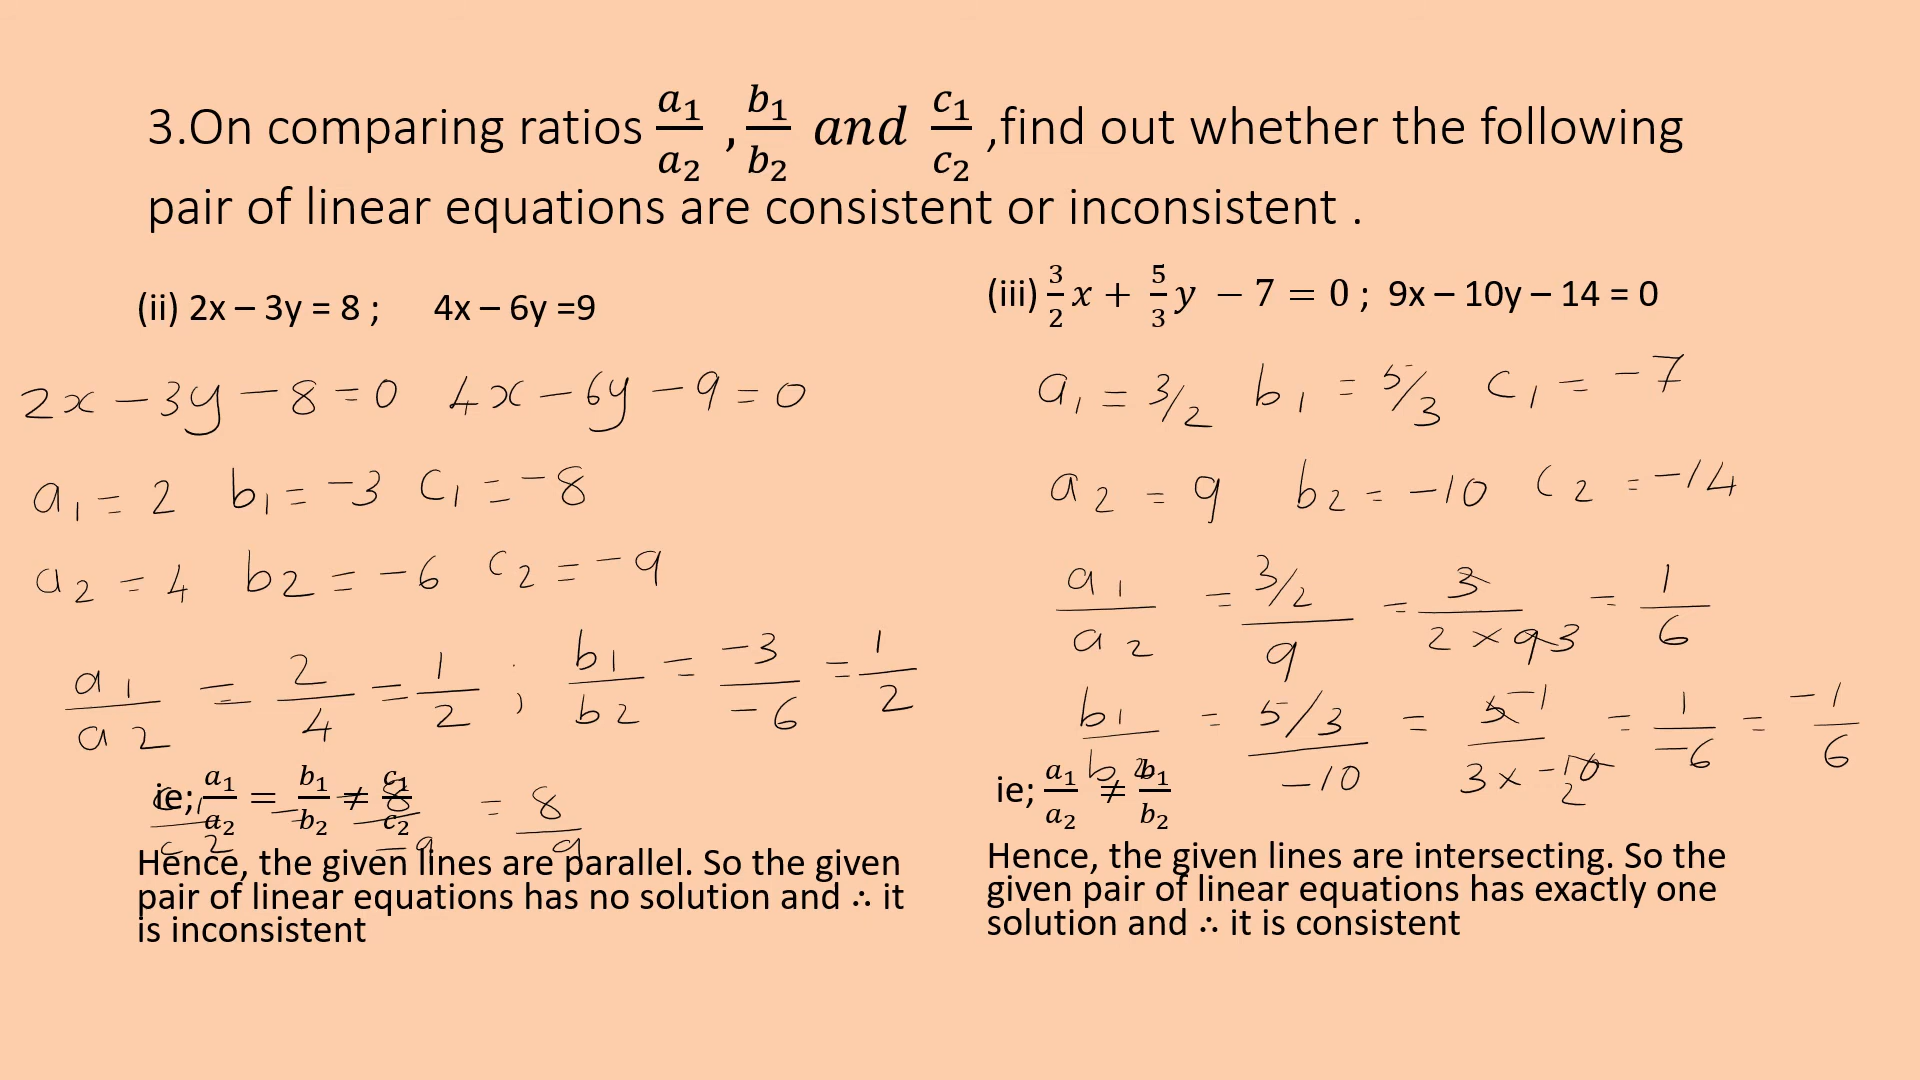 3.On comparing ratios a₁/a₂ , b₁/b₂ and c₁/c₂ ,find out whether the following
pair of linear equations are consistent or inconsistent .
(ii) 2x – 3y = 8 ; 4x – 6y =9
2x – 3y – 8 = 0 4x – 6y – 9 = 0
a₁ = 2 b₁ = -3 c₁ = -8
a₂ = 4 b₂ = -6 c₂ = -9
a₁/a₂ = 2/4 = 1/2 ; b₁/b₂ = -3/-6 = 1/2
c₁/c₂ = -8/-9 = 8/9
ie; a₁/a₂ = b₁/b₂ ≠ c₁/c₂
Hence, the given lines are parallel. So the given
pair of linear equations has no solution and ∴ it
is inconsistent
(iii) 3/2 x + 5/3 y – 7 = 0 ; 9x – 10y – 14 = 0
a₁ = 3/2 b₁ = 5/3 c₁ = -7
a₂ = 9 b₂ = -10 c₂ = -14
a₁/a₂ = (3/2)/9 = 3/(2 × 9 3) = 1/6
b₁/b₂ = (5/3)/-10 = 5 1/(3 × -10 2) = 1/-6 = -1/6
ie; a₁/a₂ ≠ b₁/b₂
Hence, the given lines are intersecting. So the
given pair of linear equations has exactly one
solution and ∴ it is consistent